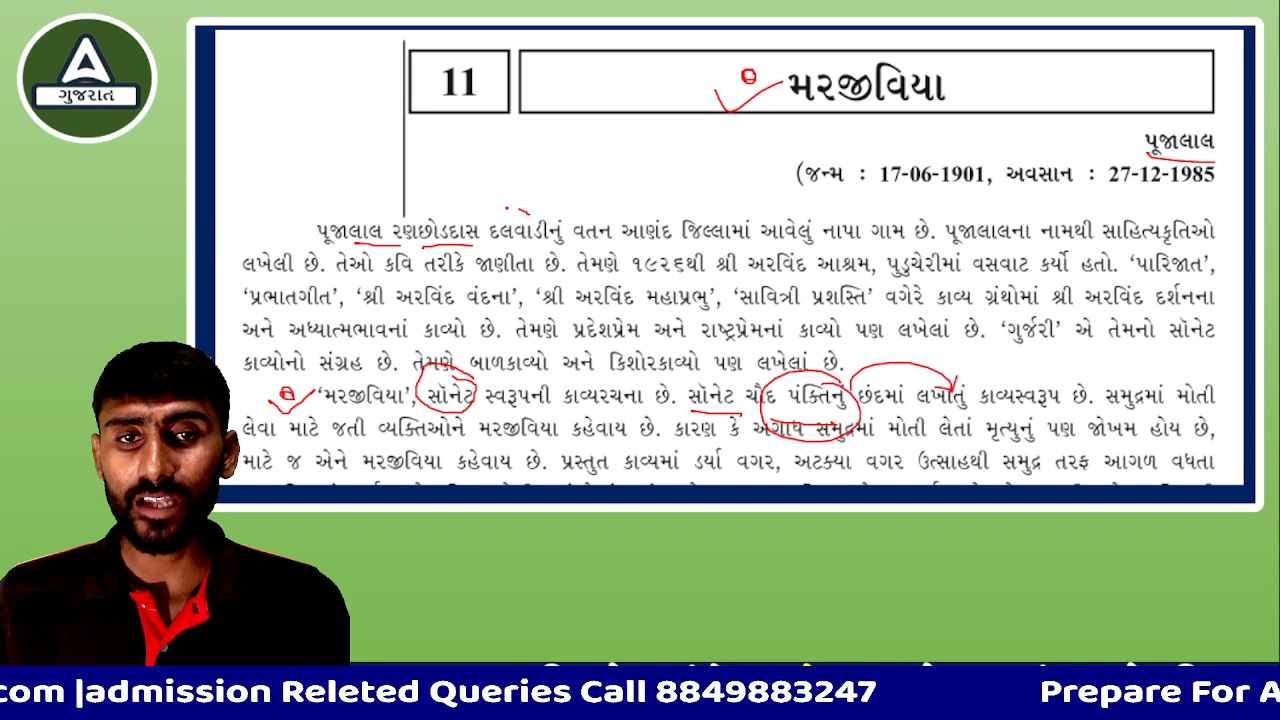 A
ગુજરાત
11
મરજીવિયા
પૂજાલાલ
(જન્મ : 17-06-1901, અવસાન : 27-12-1985
પૂજાલાલ રણછોડદાસ દલવાડીનું વતન આણંદ જિલ્લામાં આવેલું નાપા ગામ છે. પૂજાલાલના નામથી સાહિત્યકૃતિઓ
લખેલી છે. તેઓ કવિ તરીકે જાણીતા છે. તેમણે ૧૯૨૬થી શ્રી અરવિંદ આશ્રમ, પુડુચેરીમાં વસવાટ કર્યો હતો. ‘પારિજાત’,
‘પ્રભાતગીત’, ‘શ્રી અરવિંદ વંદના’, ‘શ્રી અરવિંદ મહાપ્રભુ’, ‘સાવિત્રી પ્રશસ્તિ’ વગેરે કાવ્ય ગ્રંથોમાં શ્રી અરવિંદ દર્શનના
અને અધ્યાત્મભાવનાં કાવ્યો છે. તેમણે પ્રદેશપ્રેમ અને રાષ્ટ્રપ્રેમનાં કાવ્યો પણ લખેલાં છે. ‘ગુર્જરી’ એ તેમનો સૉનેટ
કાવ્યોનો સંગ્રહ છે. તેમણે બાળકાવ્યો અને કિશોરકાવ્યો પણ લખેલાં છે.
‘મરજીવિયા’, સૉનેટ સ્વરૂપની કાવ્યરચના છે. સૉનેટ ચૌદ પંક્તિનું છંદમાં લખાતું કાવ્યસ્વરૂપ છે. સમુદ્રમાં મોતી
લેવા માટે જતી વ્યક્તિઓને મરજીવિયા કહેવાય છે. કારણ કે અગાધ સમુદ્રમાં મોતી લેતાં મૃત્યુનું પણ જોખમ હોય છે,
માટે જ એને મરજીવિયા કહેવાય છે. પ્રસ્તુત કાવ્યમાં ડર્યા વગર, અટક્યા વગર ઉત્સાહથી સમુદ્ર તરફ આગળ વધતા
com |admission Releted Queries Call 8849883247 Prepare For A